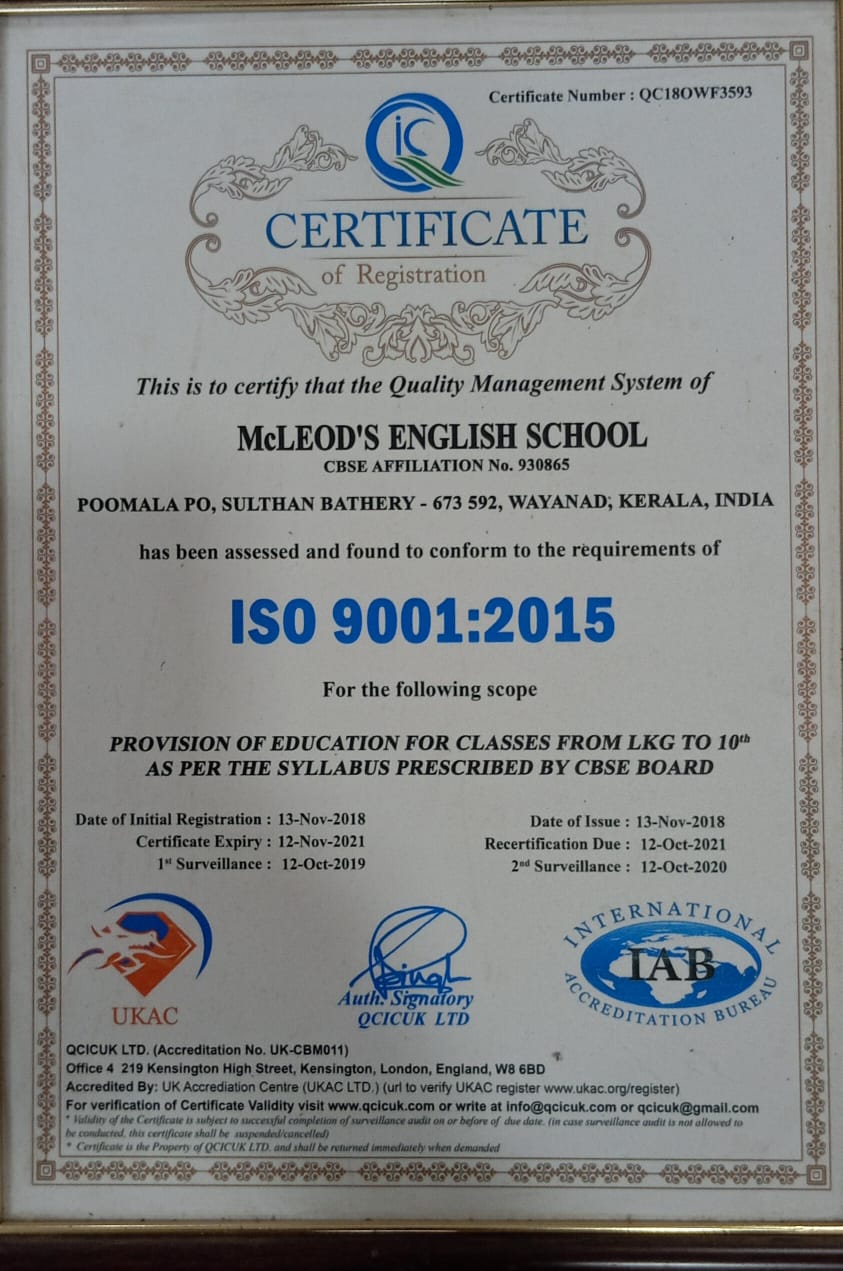 Certificate Number : QC18OWF3593
iC
CERTIFICATE
of Registration
This is to certify that the Quality Management System of
McLEOD'S ENGLISH SCHOOL
CBSE AFFILIATION No. 930865
POOMALA PO, SULTHAN BATHERY - 673 592, WAYANAD, KERALA, INDIA
has been assessed and found to conform to the requirements of
ISO 9001:2015
For the following scope
PROVISION OF EDUCATION FOR CLASSES FROM LKG TO 10th
AS PER THE SYLLABUS PRESCRIBED BY CBSE BOARD
Date of Initial Registration : 13-Nov-2018
Certificate Expiry : 12-Nov-2021
1st Surveillance : 12-Oct-2019
Date of Issue : 13-Nov-2018
Recertification Due : 12-Oct-2021
2nd Surveillance : 12-Oct-2020
UKAC
Auth. Signatory
QCICUK LTD
INTERNATIONAL
IAB
ACCREDITATION BUREAU
QCICUK LTD. (Accreditation No. UK-CBM011)
Office 4 219 Kensington High Street, Kensington, London, England, W8 6BD
Accredited By: UK Accrediation Centre (UKAC LTD.) (url to verify UKAC register www.ukac.org/register)
For verification of Certificate Validity visit www.qcicuk.com or write at info@qcicuk.com or qcicuk@gmail.com
* Validity of the Certificate is subject to successful completion of surveillance audit on or before of due date. (in case surveillance audit is not allowed to
be conducted, this certificate shall be suspended/cancelled)
* Certificate is the Property of QCICUK LTD. and shall be returned immediately when demanded